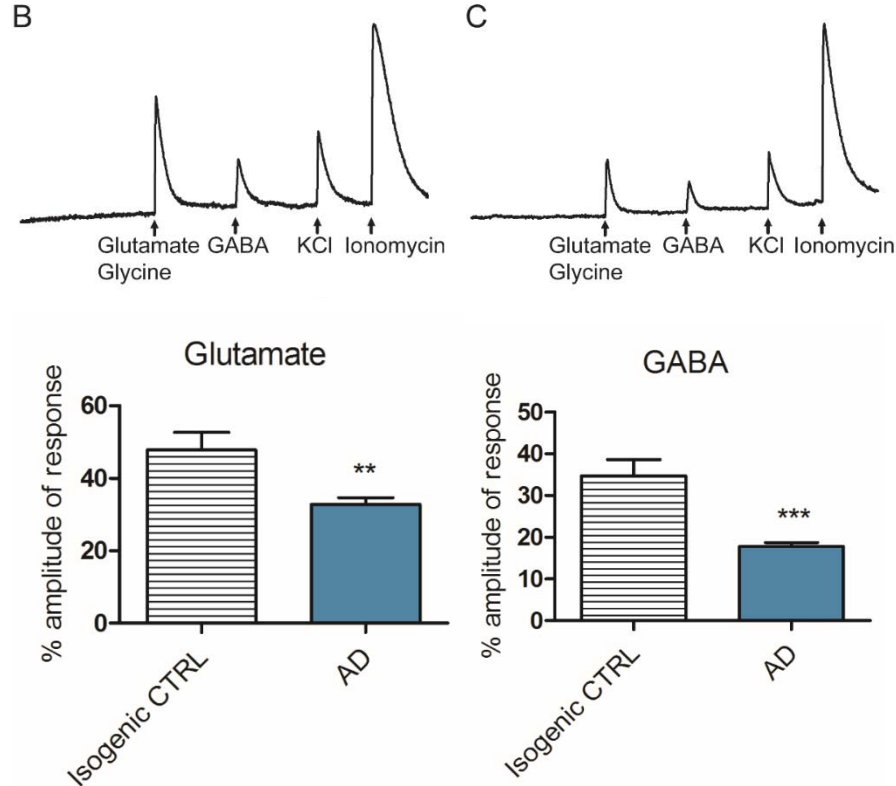 B
C
Glutamate GABA KCl Ionomycin
Glycine
Glutamate GABA KCl Ionomycin
Glycine
Glutamate
% amplitude of response
60
40
20
0
**
Isogenic CTRL
AD
GABA
% amplitude of response
50
40
30
20
10
0
***
Isogenic CTRL
AD